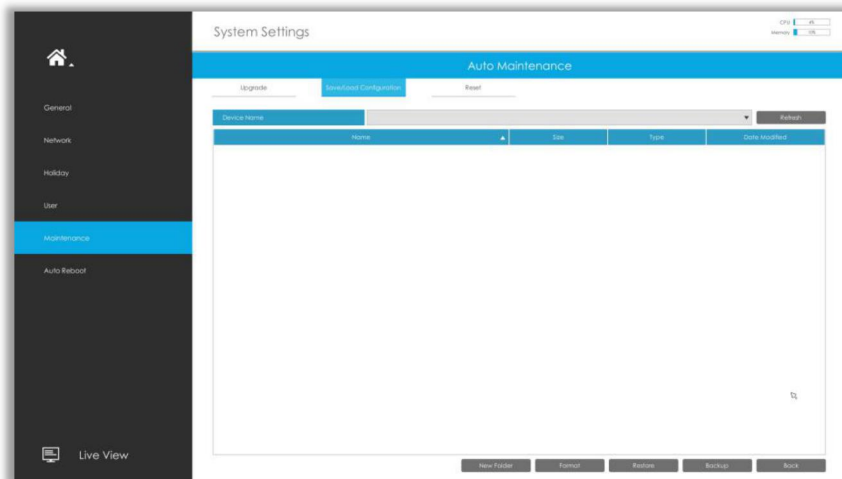 System Settings
CPU
Memory
Auto Maintenance
Upgrade
Save/Load Configuration
Reset
General
Network
Holiday
User
Maintenance
Auto Reboot
Live View
Device Name
Refresh
Name
Size
Type
Date Modified
New Folder
Format
Restore
Backup
Back